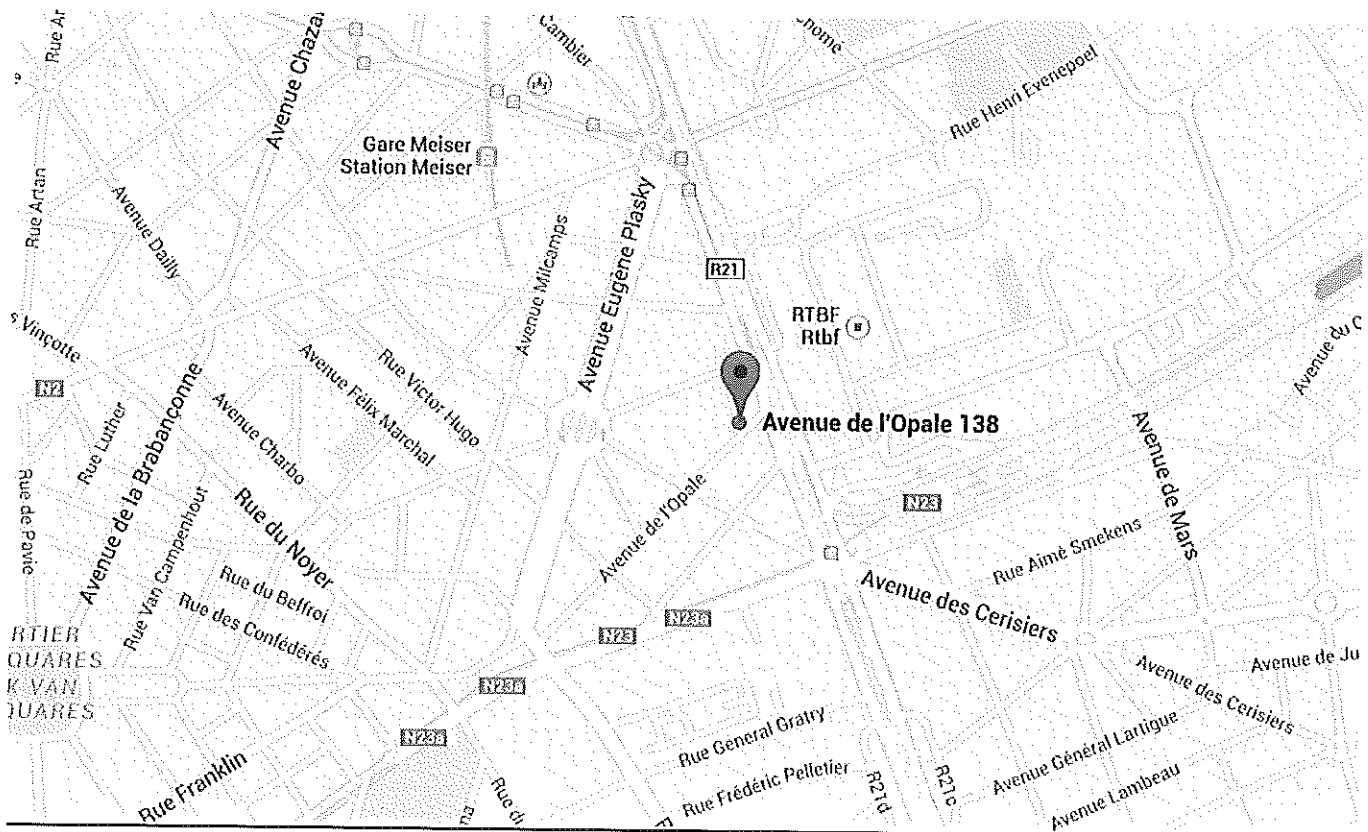 Rue Ar
Avenue Chazal
Cambier
Rue Henri Evenepoel
Gare Meiser
Station Meiser
Rue Artan
Avenue Dailly
Avenue Milcamps
Avenue Eugène Plasky
R21
RTBF
Rtbf
s Vinçotte
N2
Avenue du C
Rue Victor Hugo
Avenue Félix Marchal
Avenue Charbo
Rue Luther
Avenue de la Brabançonne
Avenue de l'Opale 138
Avenue de Mars
Rue de Pavie
Rue Van Campenhout
Rue du Noyer
Avenue de l'Opale
N23
Rue Aimé Smekens
Rue du Beffroi
Rue des Confédérés
Avenue des Cerisiers
N23a
N23
RTIER
QUARES
K VAN
QUARES
N23a
Avenue de Ju
Avenue des Cerisiers
N23a
Rue Général Gratry
Avenue Général Lartigue
Rue Franklin
Rue Frédéric Pelletier
R21d
R21c
Avenue Lambeau
Rue d
na